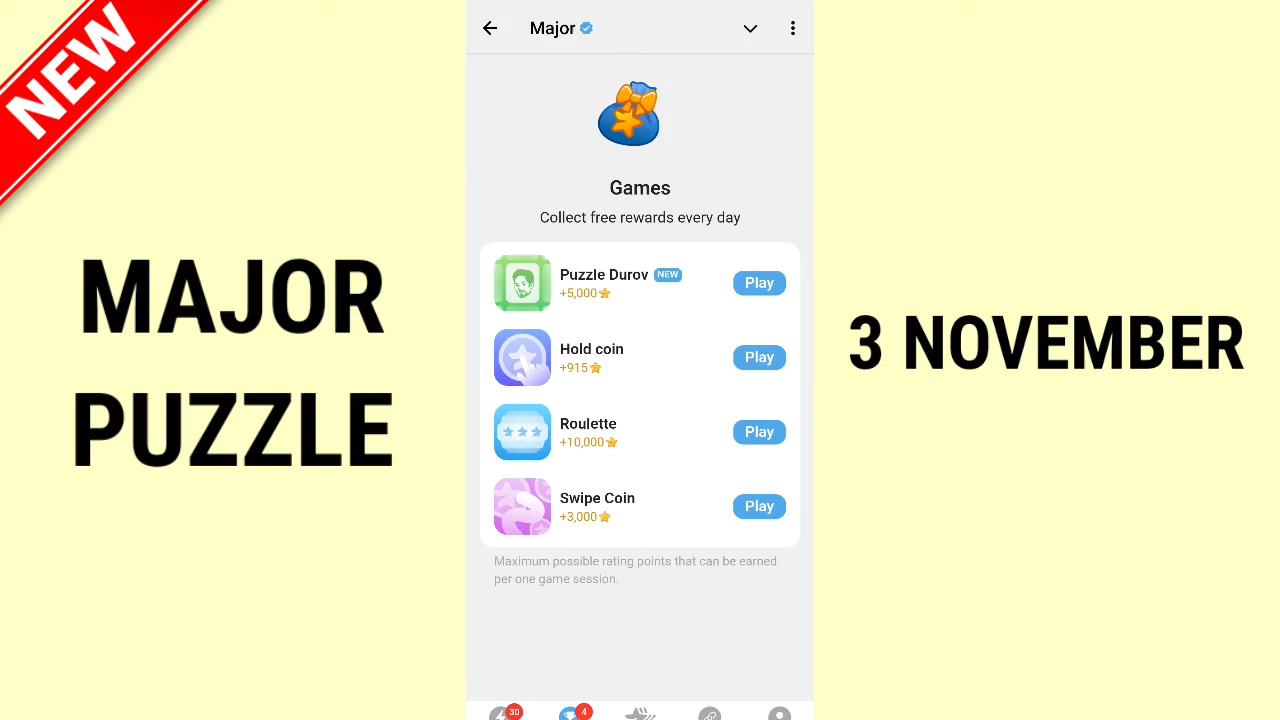 NEW
MAJOR
PUZZLE
Major
Games
Collect free rewards every day
Puzzle Durov NEW
+5,000
Play
Hold coin
+915
Play
Roulette
+10,000
Play
Swipe Coin
+3,000
Play
Maximum possible rating points that can be earned
per one game session.
30
4
3 NOVEMBER